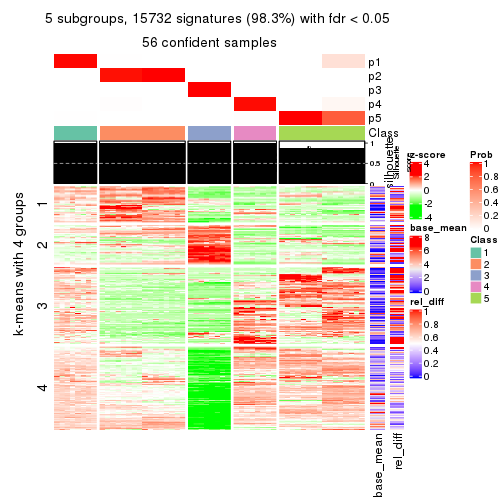 5 subgroups, 15732 signatures (98.3%) with fdr < 0.05
56 confident samples
p1
p2
p3
p4
p5
Class
1
0.5
0
silhouettes
Silhouette score
k-means with 4 groups
1
2
3
4
base_mean
rel_diff
z-score
4
2
0
-2
-4
base_mean
8
6
4
2
0
rel_diff
1
0.8
0.6
0.4
0.2
0
Prob
1
0.8
0.6
0.4
0.2
0
Class
1
2
3
4
5